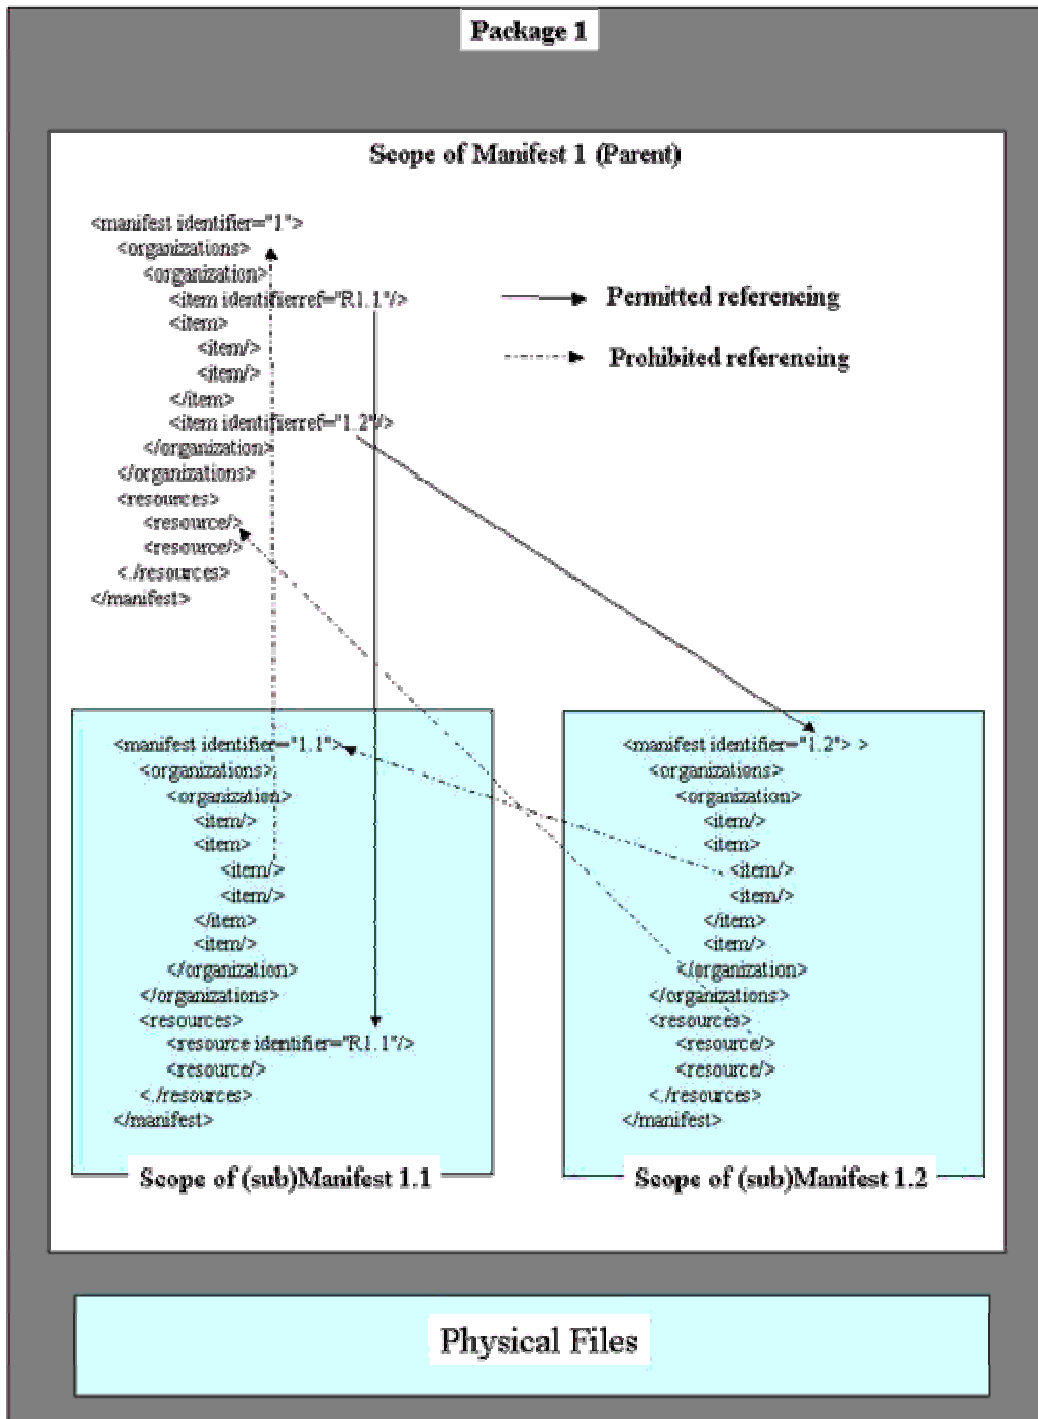 Package 1
Scope of Manifest 1 (Parent)
<manifest identifier="1">
<organizations>
<organization>
<item identifierref="R1.1"/>
<item>
<item/>
<item/>
</item>
<item identifierref="1.2"/>
</organization>
</organizations>
<resources>
<resource/>
<resource/>
<./resources>
</manifest>
Permitted referencing
Prohibited referencing
<manifest identifier="1.1">
<organizations>
<organization>
<item/>
<item>
<item/>
<item/>
</item>
<item/>
</organization>
</organizations>
<resources>
<resource identifier="R1.1"/>
<resource/>
<./resources>
</manifest>
Scope of (sub)Manifest 1.1
<manifest identifier="1.2"> >
<organizations>
<organization>
<item/>
<item>
<item/>
<item/>
</item>
<item/>
</organization>
</organizations>
<resources>
<resource/>
<resource/>
<./resources>
</manifest>
Scope of (sub)Manifest 1.2
Physical Files